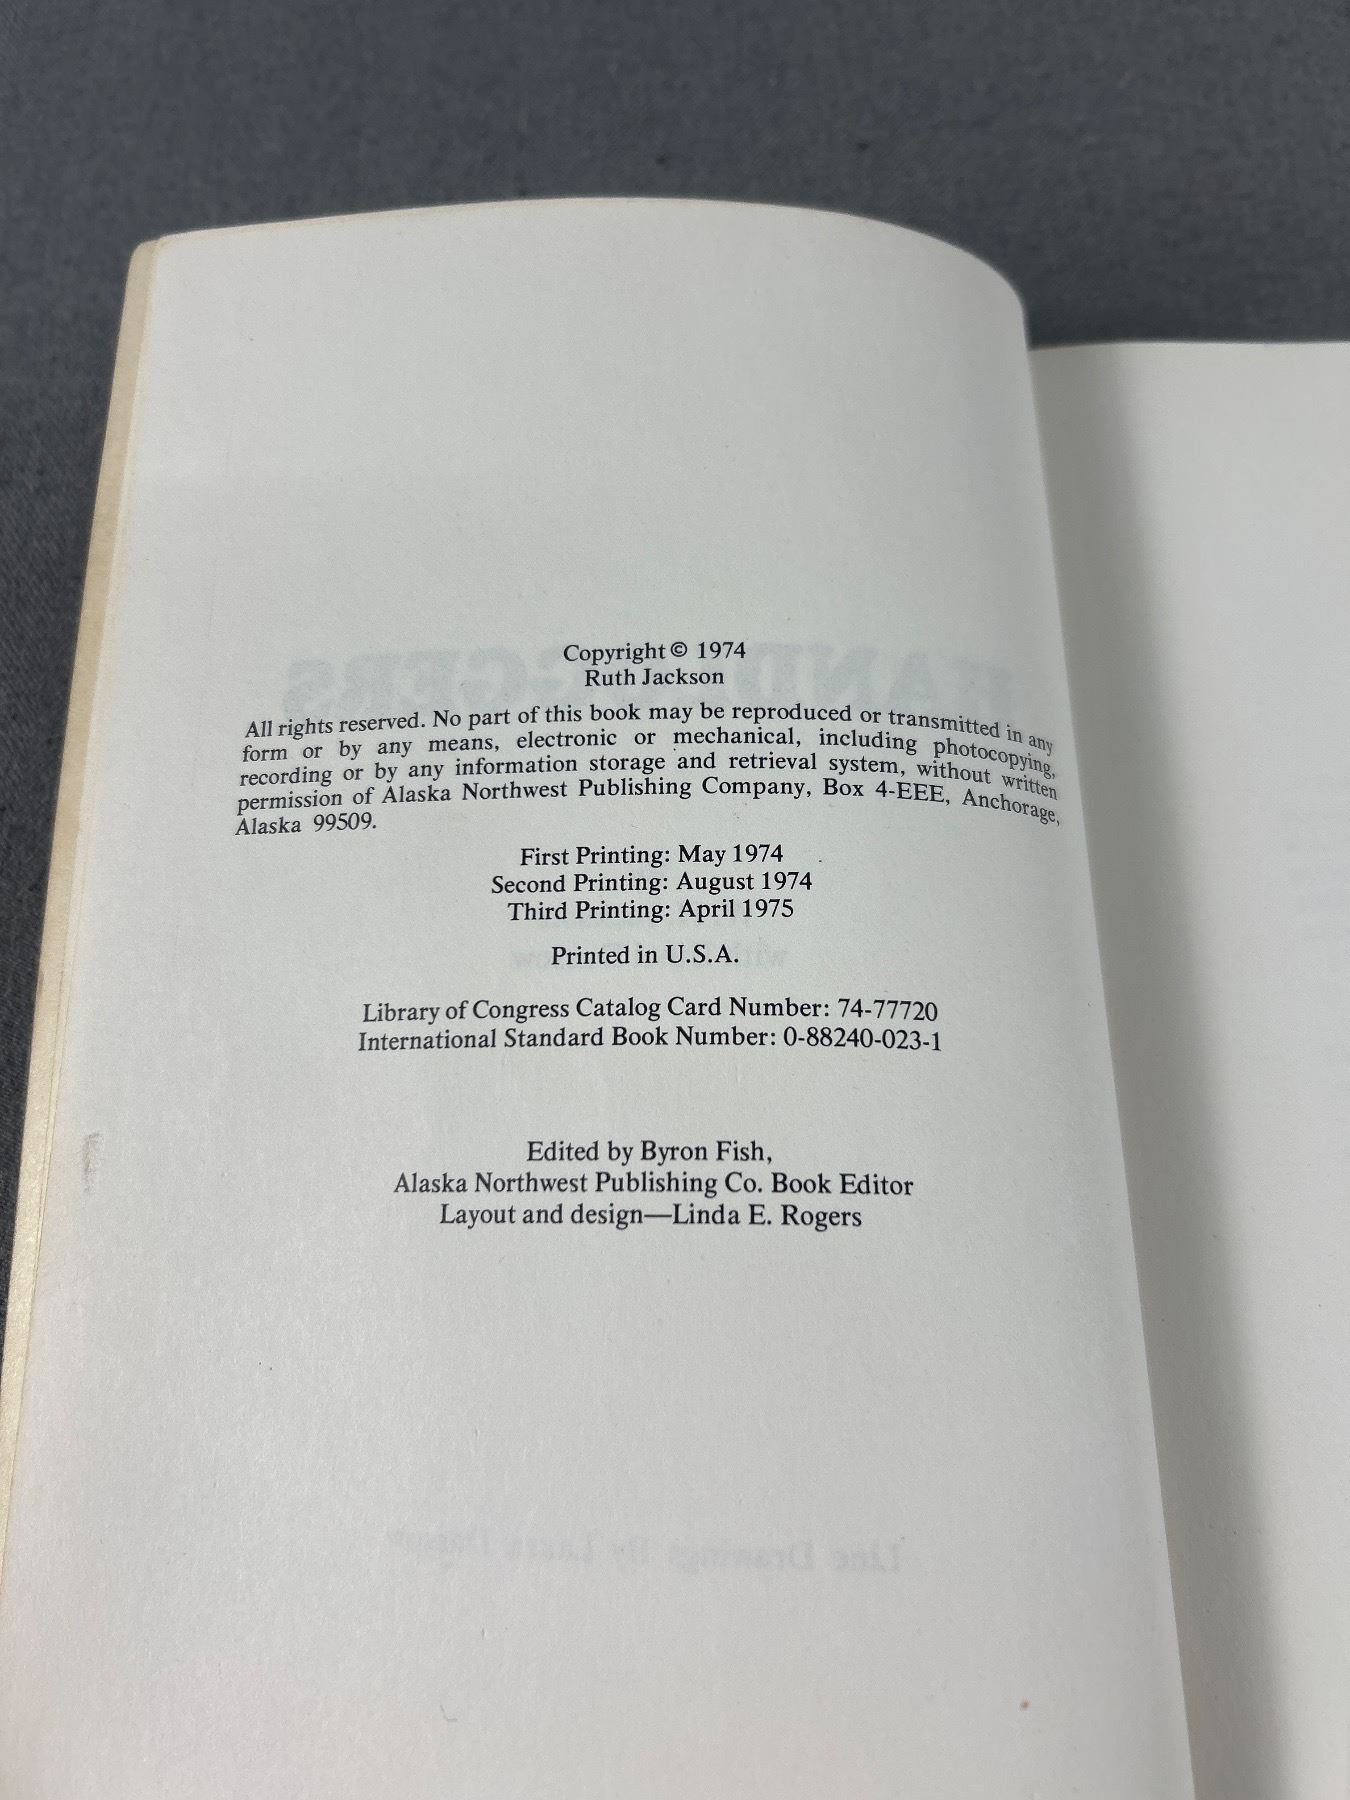 Copyright © 1974
Ruth Jackson
All rights reserved. No part of this book may be reproduced or transmitted in any
form or by any means, electronic or mechanical, including photocopying,
recording or by any information storage and retrieval system, without written
permission of Alaska Northwest Publishing Company, Box 4-EEE, Anchorage,
Alaska 99509.
First Printing: May 1974
Second Printing: August 1974
Third Printing: April 1975
Printed in U.S.A.
Library of Congress Catalog Card Number: 74-77720
International Standard Book Number: 0-88240-023-1
Edited by Byron Fish,
Alaska Northwest Publishing Co. Book Editor
Layout and design—Linda E. Rogers